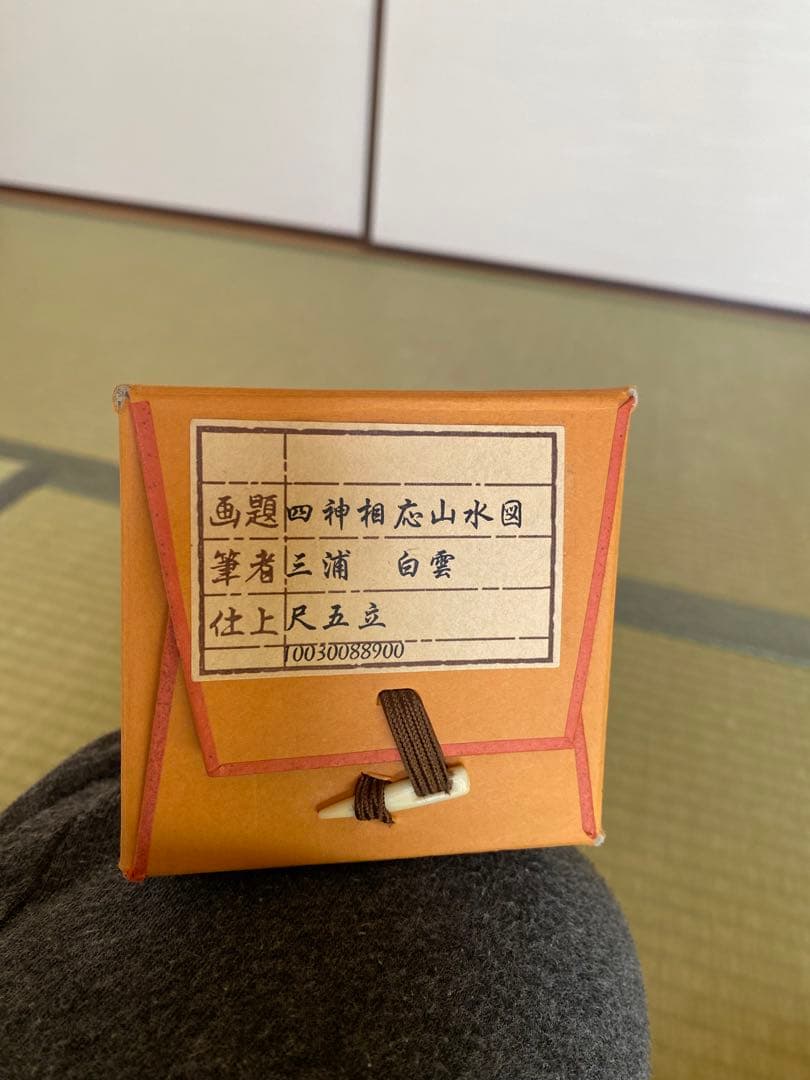 画題 四神相応山水図
筆者 三浦 白雲
仕上 尺五立
10030088900